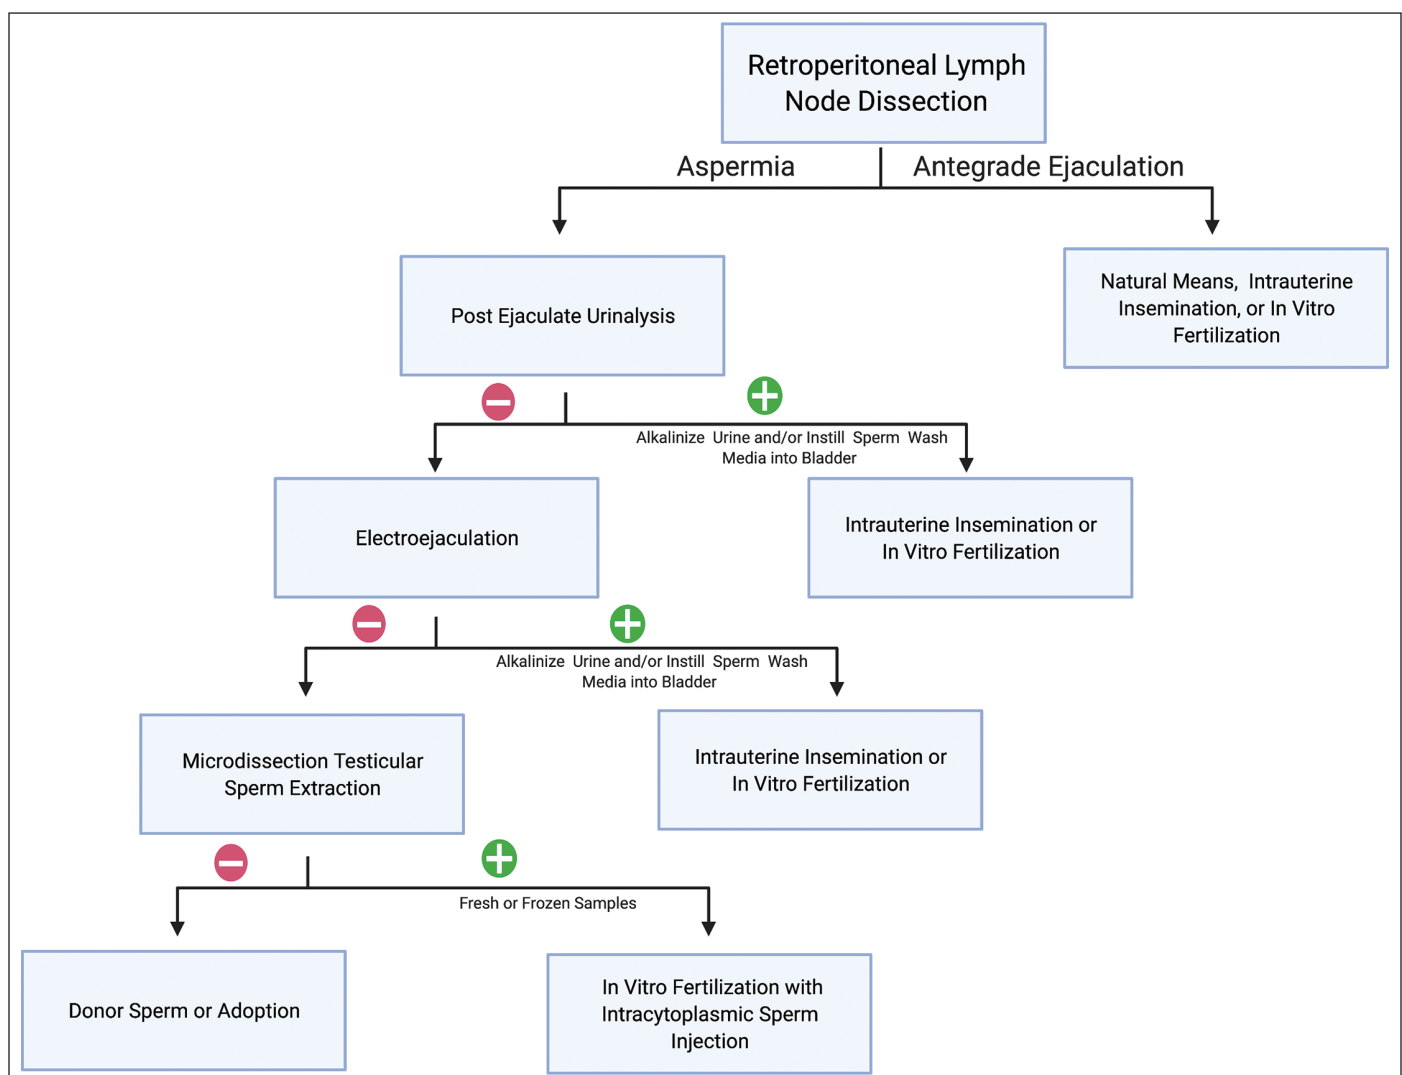 Retroperitoneal Lymph
Node Dissection
Aspermia
Antegrade Ejaculation
Post Ejaculate Urinalysis
Natural Means, Intrauterine
Insemination, or In Vitro
Fertilization
Alkalinize Urine and/or Instill Sperm Wash
Media into Bladder
Electroejaculation
Intrauterine Insemination or
In Vitro Fertilization
Alkalinize Urine and/or Instill Sperm Wash
Media into Bladder
Microdissection Testicular
Sperm Extraction
Intrauterine Insemination or
In Vitro Fertilization
Fresh or Frozen Samples
Donor Sperm or Adoption
In Vitro Fertilization with
Intracytoplasmic Sperm
Injection